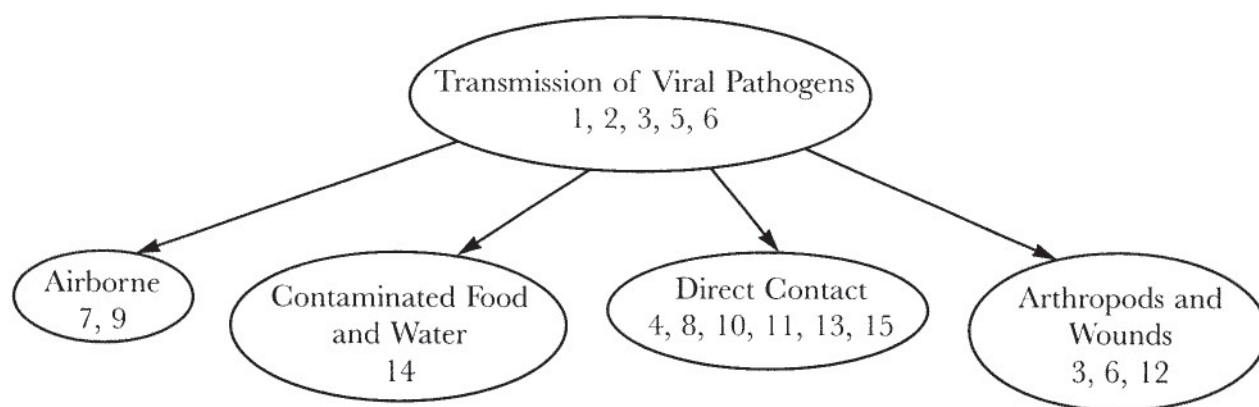 Transmission of Viral Pathogens
1, 2, 3, 5, 6
Airborne
7, 9
Contaminated Food
and Water
14
Direct Contact
4, 8, 10, 11, 13, 15
Arthropods and
Wounds
3, 6, 12